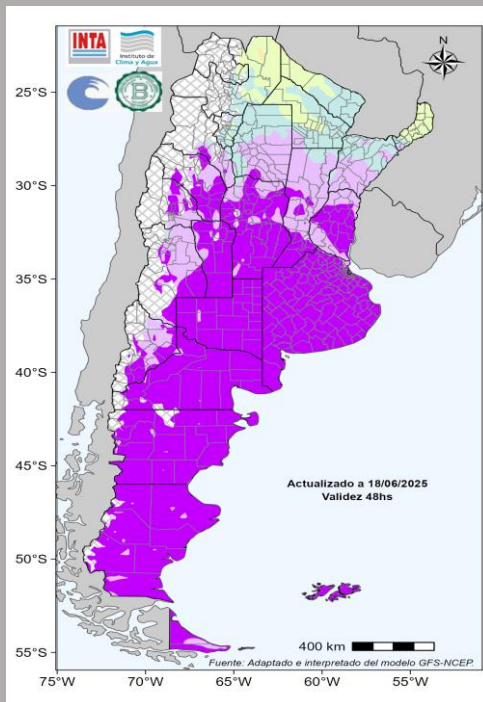 INTA
Instituto de
Clima y Agua
B
N
25°S
30°S
35°S
40°S
45°S
50°S
55°S
Actualizado a 18/06/2025
Validez 48hs
400 km
Fuente: Adaptado e interpretado del modelo GFS-NCEP.
75°W
70°W
65°W
60°W
55°W